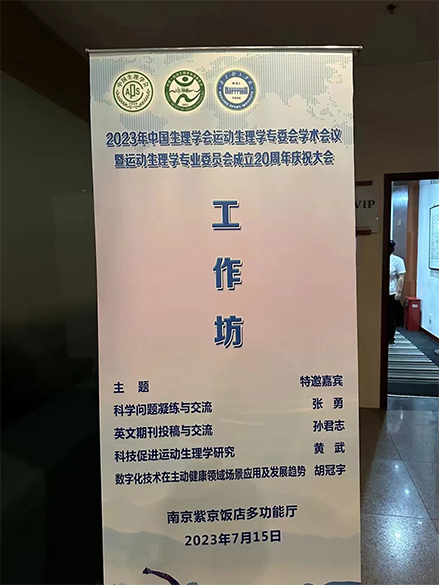 2023年中国生理学会运动生理学专委会学术会议
暨运动生理学专业委员会成立20周年庆祝大会
工作坊
主 题 特邀嘉宾
科学问题凝练与交流 张 勇
英文期刊投稿与交流 孙君志
科技促进运动生理学研究 黄 武
数字化技术在主动健康领域场景应用及发展趋势 胡冠宇
南京紫京饭店多功能厅
2023年7月15日
VIP